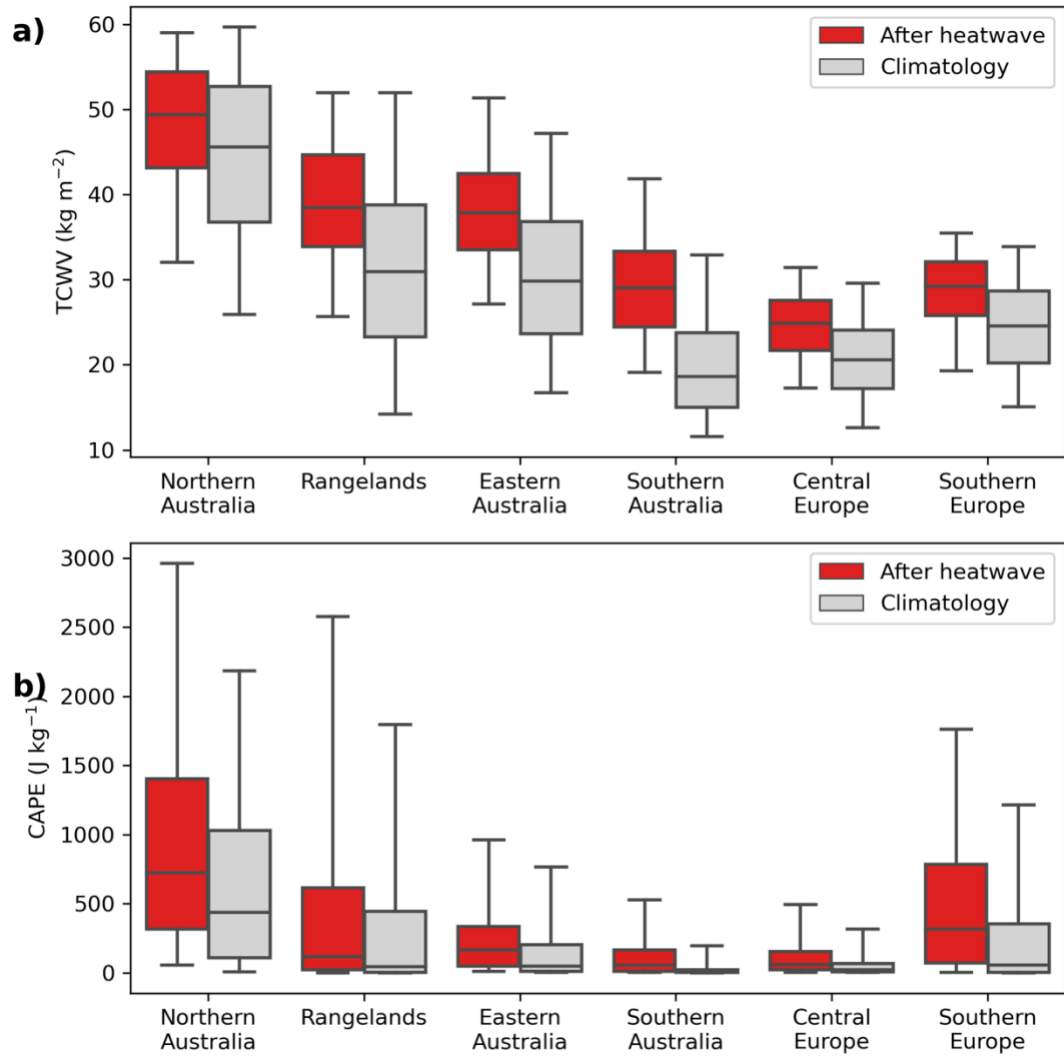 a)
60
50
40
30
20
10
TCWV (kg m⁻²)
After heatwave
Climatology
Northern
Australia
Rangelands
Eastern
Australia
Southern
Australia
Central
Europe
Southern
Europe
b)
3000
2500
2000
1500
1000
500
0
CAPE (J kg⁻¹)
After heatwave
Climatology
Northern
Australia
Rangelands
Eastern
Australia
Southern
Australia
Central
Europe
Southern
Europe